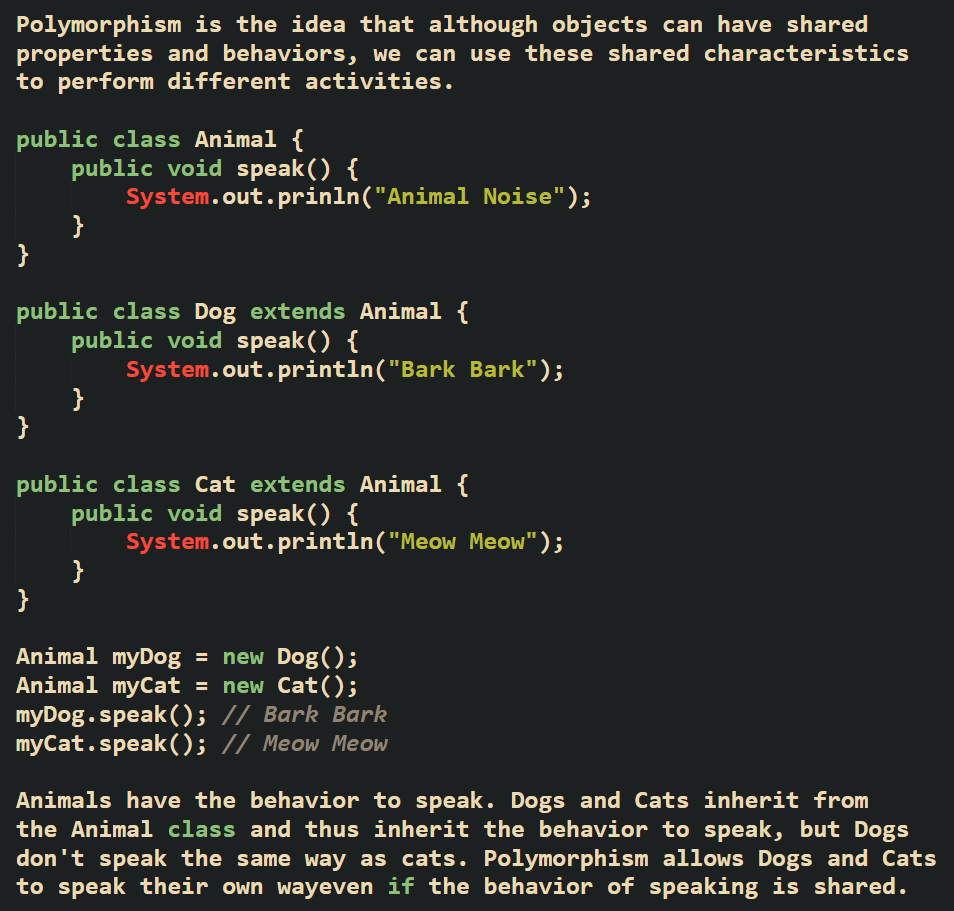 Polymorphism is the idea that although objects can have shared
properties and behaviors, we can use these shared characteristics
to perform different activities.

public class Animal {
    public void speak() {
        System.out.prinln("Animal Noise");
    }
}

public class Dog extends Animal {
    public void speak() {
        System.out.println("Bark Bark");
    }
}

public class Cat extends Animal {
    public void speak() {
        System.out.println("Meow Meow");
    }
}

Animal myDog = new Dog();
Animal myCat = new Cat();
myDog.speak(); // Bark Bark
myCat.speak(); // Meow Meow

Animals have the behavior to speak. Dogs and Cats inherit from
the Animal class and thus inherit the behavior to speak, but Dogs
don't speak the same way as cats. Polymorphism allows Dogs and Cats
to speak their own wayeven if the behavior of speaking is shared.